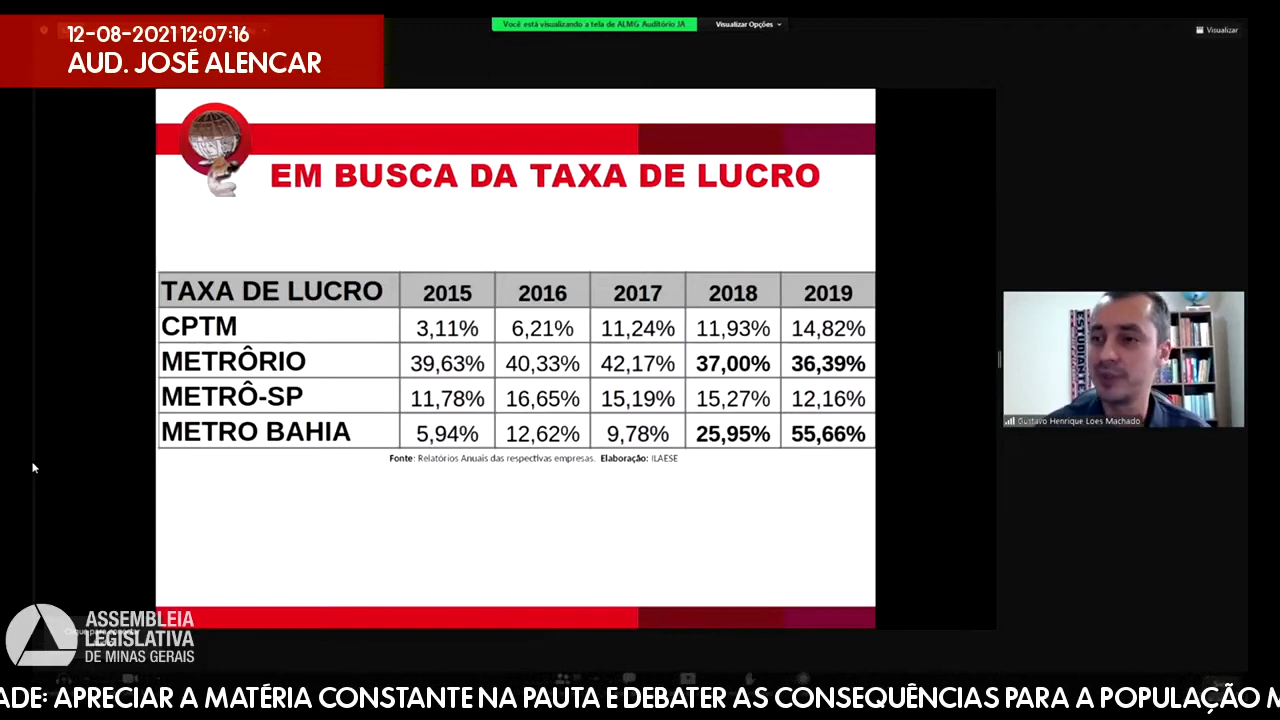 12-08-2021 12:07:16
AUD. JOSÉ ALENCAR
Você está visualizando a tela de ALMG Auditório JA
Visualizar Opções
Visualizar
EM BUSCA DA TAXA DE LUCRO
TAXA DE LUCRO 2015 2016 2017 2018 2019
CPTM 3,11% 6,21% 11,24% 11,93% 14,82%
METRÔRIO 39,63% 40,33% 42,17% 37,00% 36,39%
METRÔ-SP 11,78% 16,65% 15,19% 15,27% 12,16%
METRO BAHIA 5,94% 12,62% 9,78% 25,95% 55,66%
Fonte: Relatórios Anuais das respectivas empresas. Elaboração: ILAESE
ESTUDANTE
Gustavo Henrique Loes Machado
ASSEMBLEIA
LEGISLATIVA
DE MINAS GERAIS
ADE: APRECIAR A MATÉRIA CONSTANTE NA PAUTA E DEBATER AS CONSEQUÊNCIAS PARA A POPULAÇÃO M